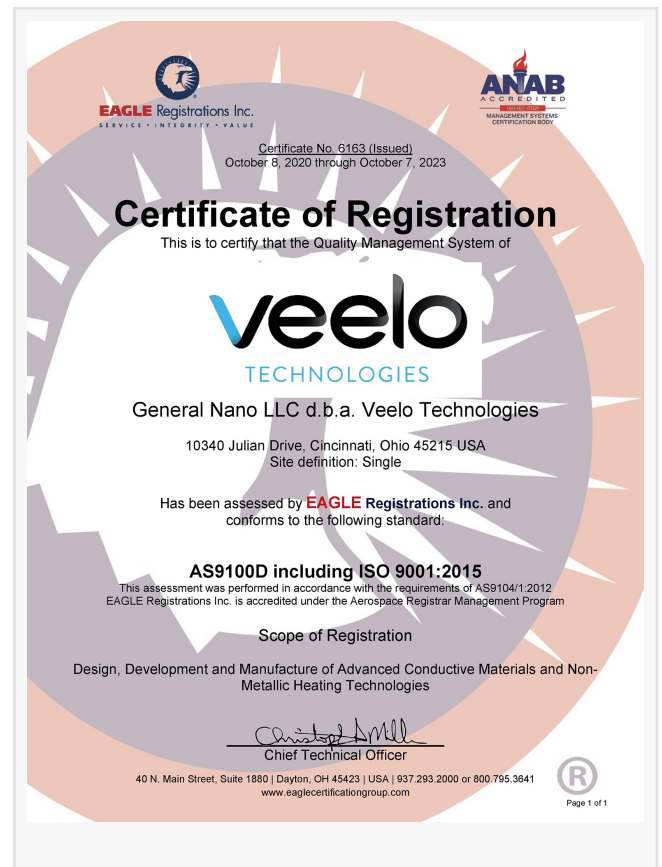 EAGLE Registrations Inc.
SERVICE • INTEGRITY • VALUE
ANAB
ACCREDITED
MANAGEMENT SYSTEMS
CERTIFICATION BODY
Certificate No. 6163 (Issued)
October 8, 2020 through October 7, 2023
Certificate of Registration
This is to certify that the Quality Management System of
veelo
TECHNOLOGIES
General Nano LLC d.b.a. Veelo Technologies
10340 Julian Drive, Cincinnati, Ohio 45215 USA
Site definition: Single
Has been assessed by EAGLE Registrations Inc. and
conforms to the following standard:
AS9100D including ISO 9001:2015
This assessment was performed in accordance with the requirements of AS9104/1:2012
EAGLE Registrations Inc. is accredited under the Aerospace Registrar Management Program
Scope of Registration
Design, Development and Manufacture of Advanced Conductive Materials and Non-
Metallic Heating Technologies
Chief Technical Officer
40 N. Main Street, Suite 1880 | Dayton, OH 45423 | USA | 937.293.2000 or 800.795.3641
www.eaglecertificationgroup.com
®
Page 1 of 1